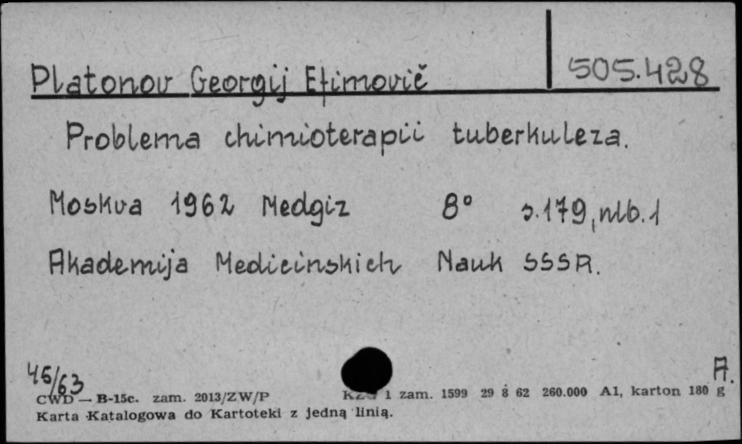 Platonov Georgij Efimovič 505.428
Problema chimioterapii tuberkuleza.
Moskva 1962 Medgiz 8° s.179, nlb.1
Akademija Medicinskich Nauk SSSR.
45/63 A.
CWD — B-15c. zam. 2013/ZW/P 1 zam. 1599 29 8 62 260.000 A1, karton 180 g
Karta Katalogowa do Kartoteki z jedną linią.